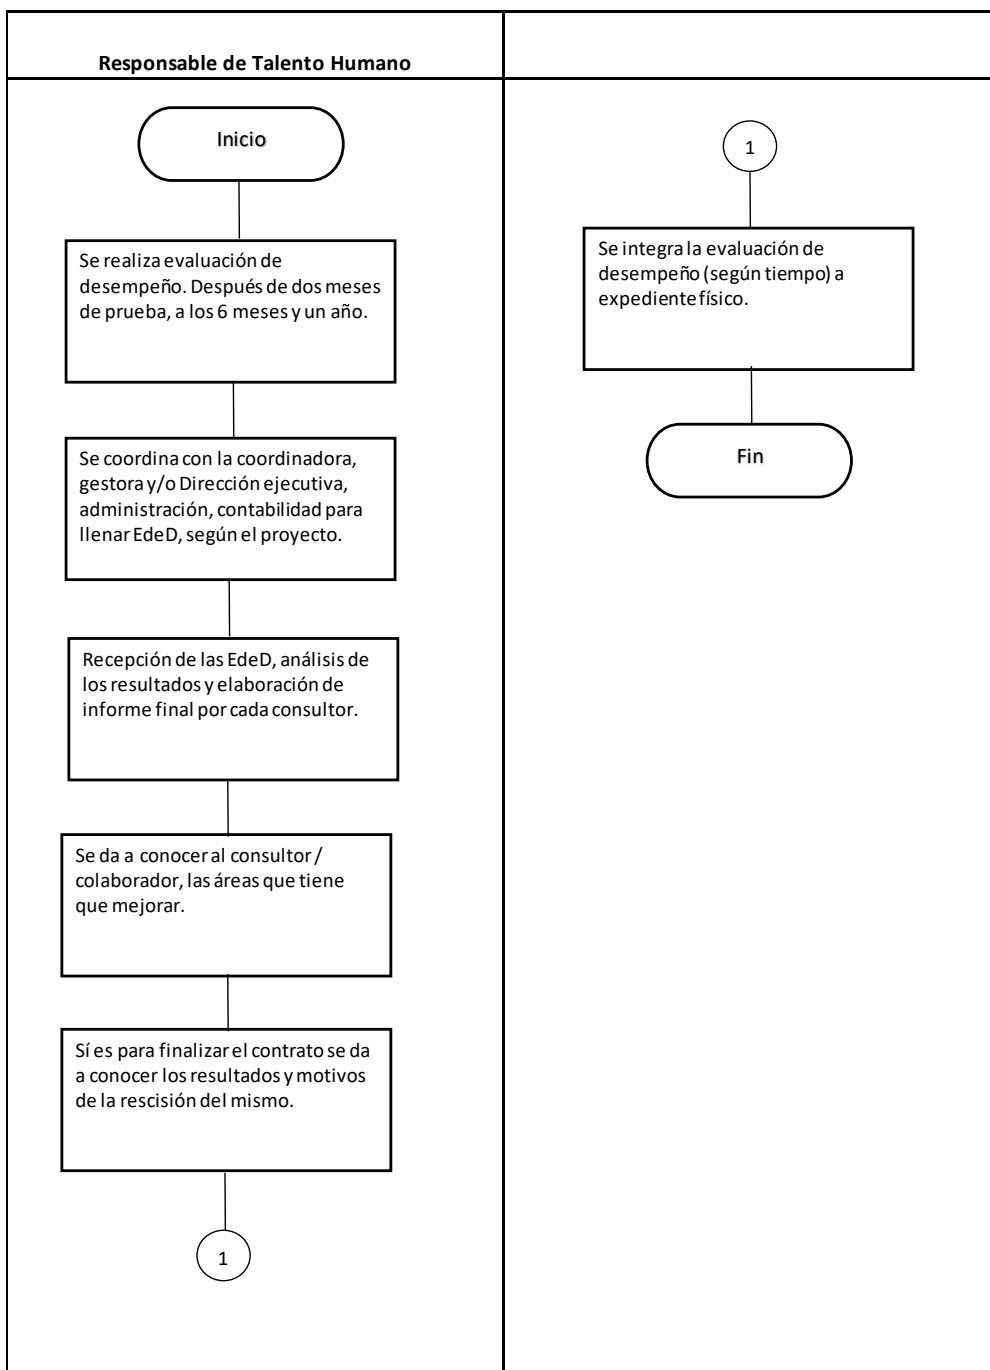 Responsable de Talento Humano
Inicio
Se realiza evaluación de
desempeño. Después de dos meses
de prueba, a los 6 meses y un año.
Se coordina con la coordinadora,
gestora y/o Dirección ejecutiva,
administración, contabilidad para
llenar EdeD, según el proyecto.
Recepción de las EdeD, análisis de
los resultados y elaboración de
informe final por cada consultor.
Se da a conocer al consultor /
colaborador, las áreas que tiene
que mejorar.
Sí es para finalizar el contrato se da
a conocer los resultados y motivos
de la rescisión del mismo.
1
1
Se integra la evaluación de
desempeño (según tiempo) a
expediente físico.
Fin